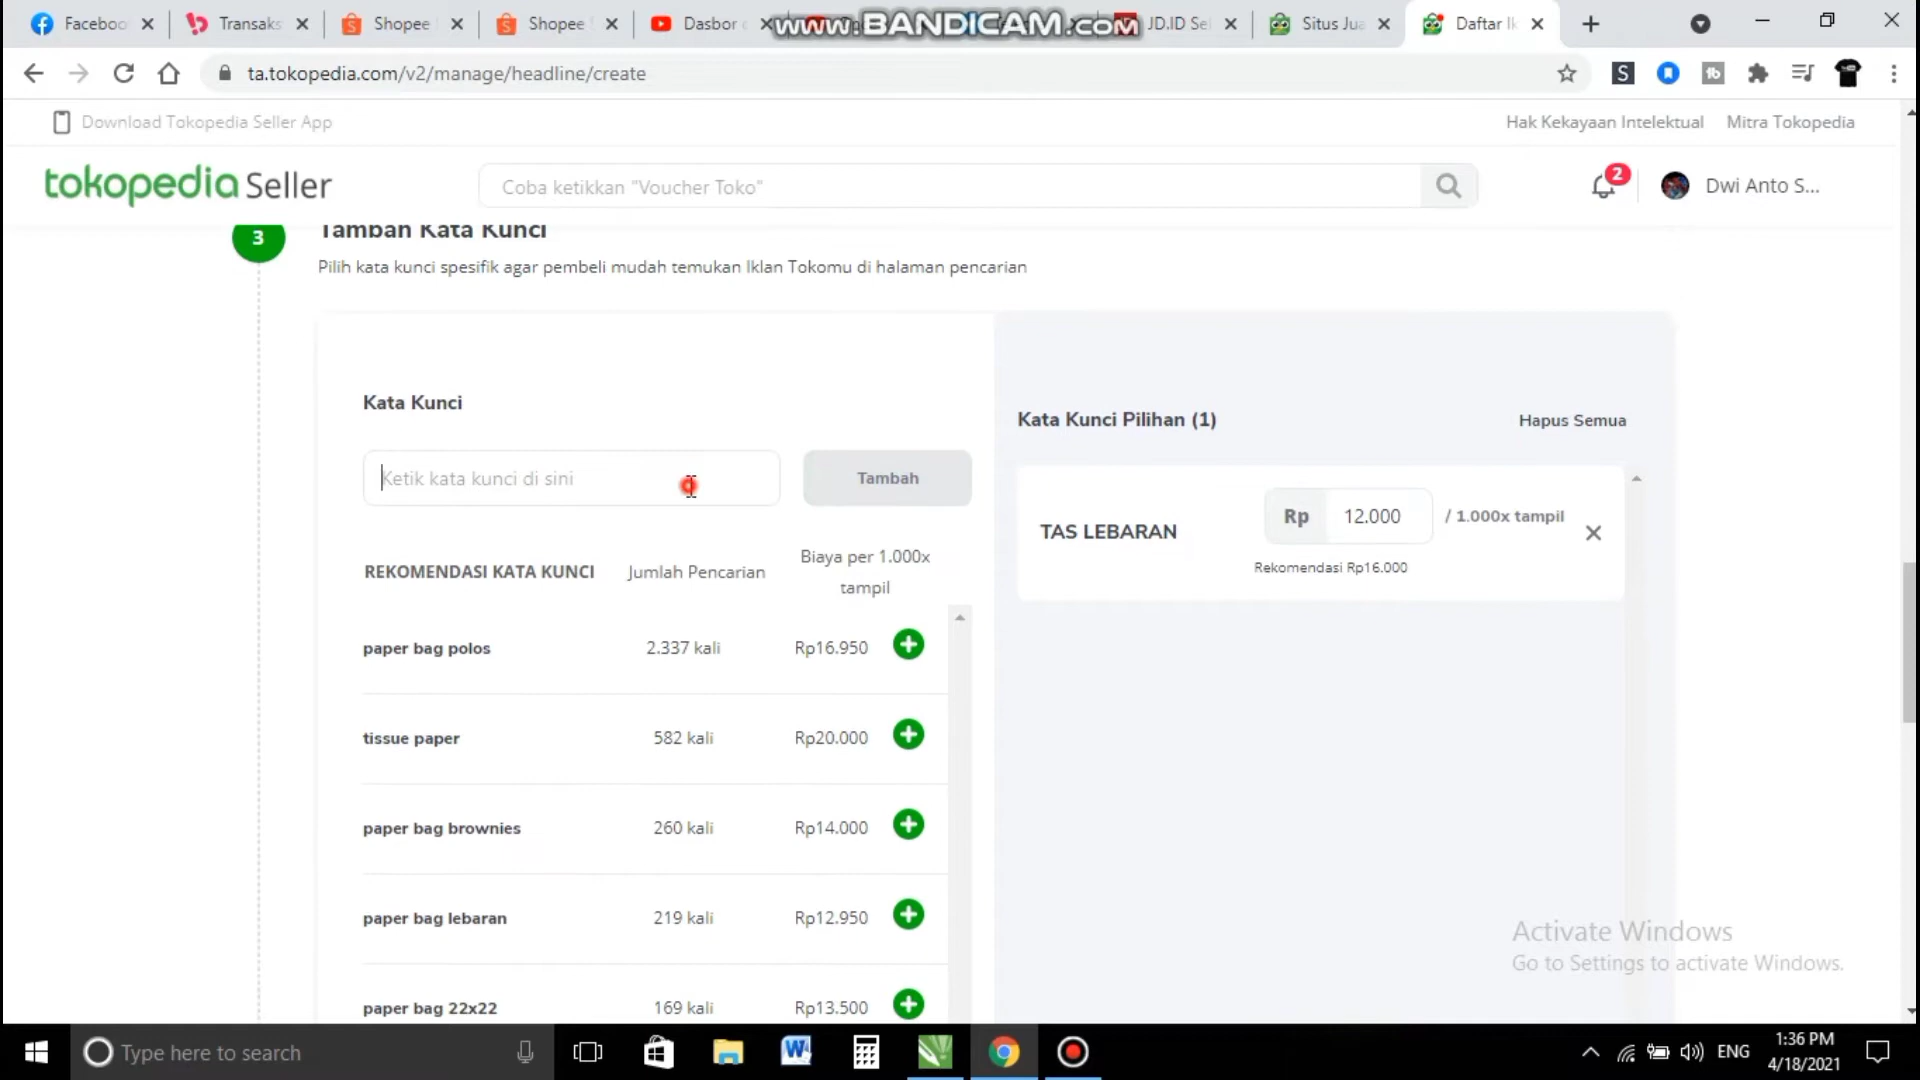 Faceboo
Transaks
Shopee
Shopee
Dasbor
www.BANDICAM.com
JD.ID Sel
Situs Jua
Daftar Ik
ta.tokopedia.com/v2/manage/headline/create
Download Tokopedia Seller App
Hak Kekayaan Intelektual
Mitra Tokopedia
tokopedia Seller
Coba ketikkan "Voucher Toko"
2
Dwi Anto S...
3
Tambah Kata Kunci
Pilih kata kunci spesifik agar pembeli mudah temukan Iklan Tokomu di halaman pencarian
Kata Kunci
Ketik kata kunci di sini
Tambah
REKOMENDASI KATA KUNCI
Jumlah Pencarian
Biaya per 1.000x
tampil
paper bag polos
2.337 kali
Rp16.950
tissue paper
582 kali
Rp20.000
paper bag brownies
260 kali
Rp14.000
paper bag lebaran
219 kali
Rp12.950
paper bag 22x22
169 kali
Rp13.500
Kata Kunci Pilihan (1)
Hapus Semua
TAS LEBARAN
Rp
12.000
/ 1.000x tampil
Rekomendasi Rp16.000
Activate Windows
Go to Settings to activate Windows.
Type here to search
ENG
1:36 PM
4/18/2021